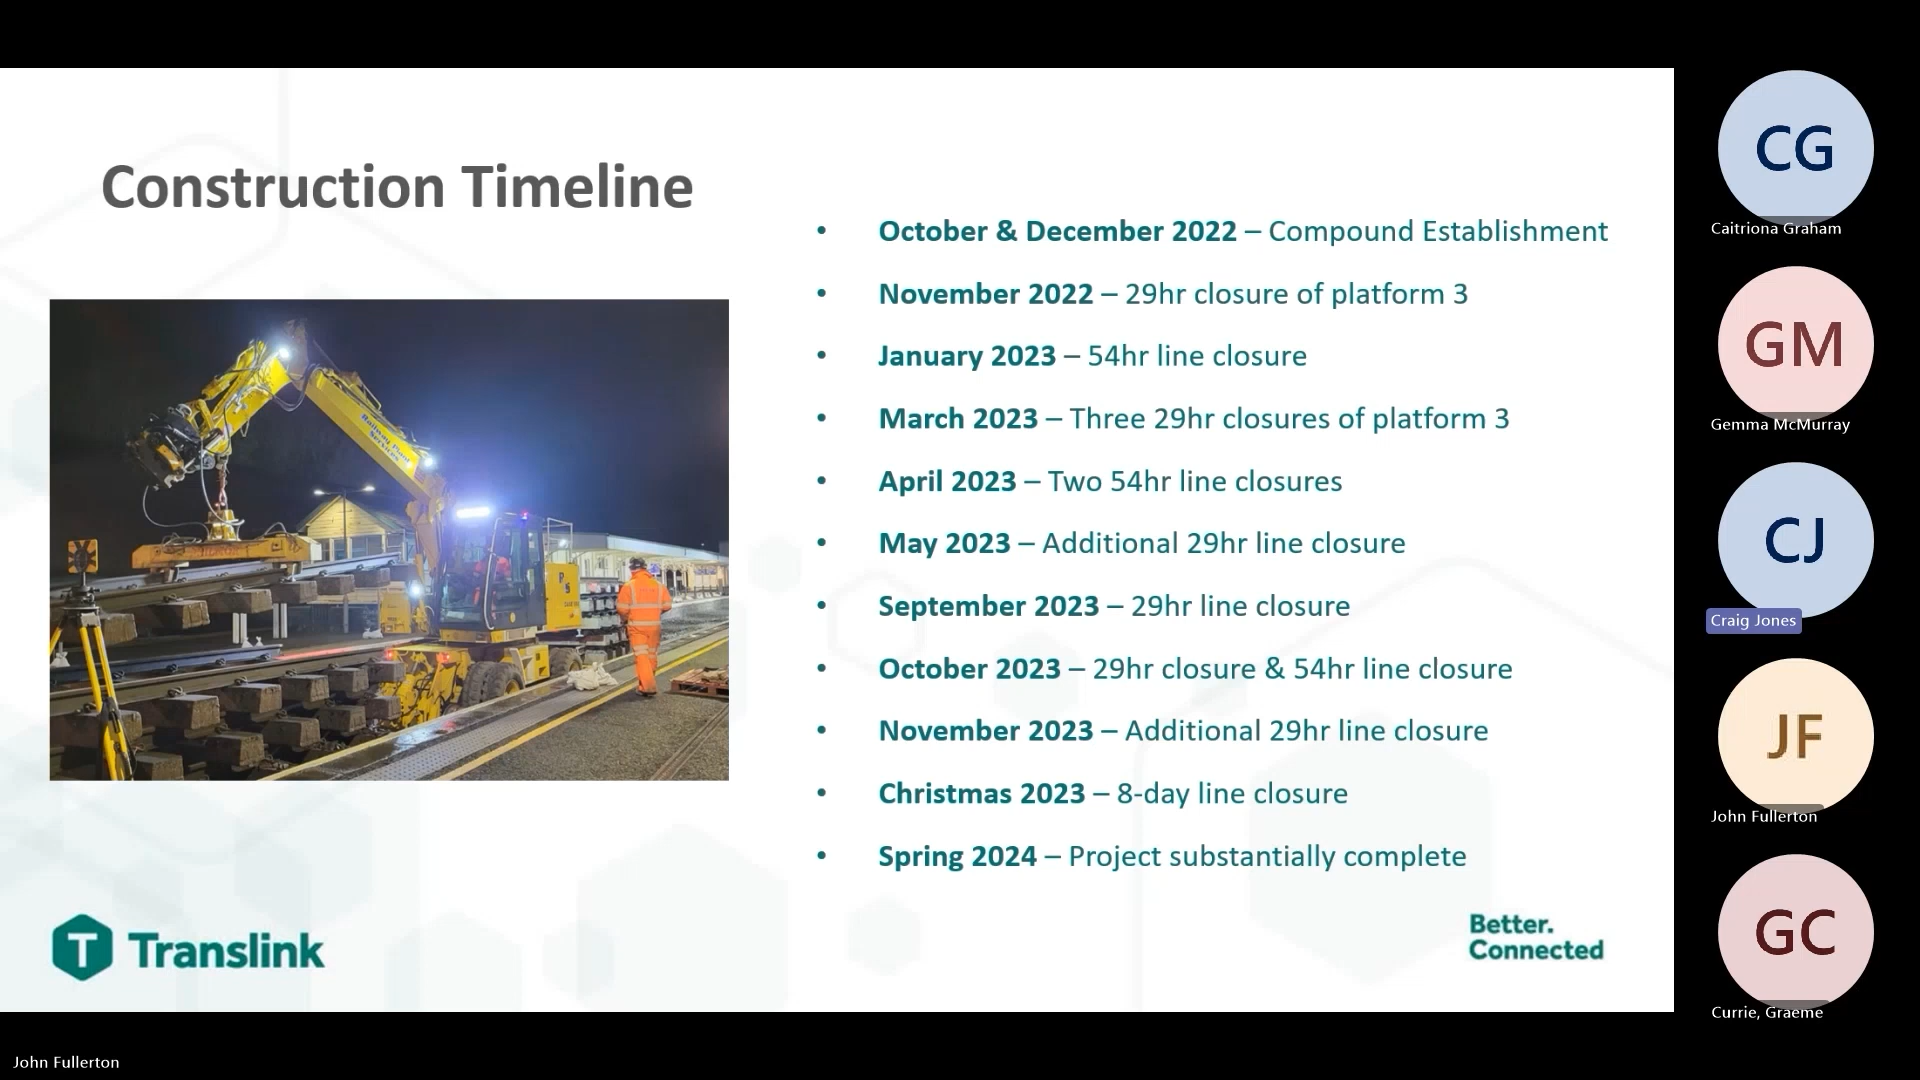 Construction Timeline
• October & December 2022 – Compound Establishment
• November 2022 – 29hr closure of platform 3
• January 2023 – 54hr line closure
• March 2023 – Three 29hr closures of platform 3
• April 2023 – Two 54hr line closures
• May 2023 – Additional 29hr line closure
• September 2023 – 29hr line closure
• October 2023 – 29hr closure & 54hr line closure
• November 2023 – Additional 29hr line closure
• Christmas 2023 – 8-day line closure
• Spring 2024 – Project substantially complete
Railway Plant
Services
T Translink
Better.
Connected
CG
Caitriona Graham
GM
Gemma McMurray
CJ
Craig Jones
JF
John Fullerton
GC
Currie, Graeme
John Fullerton